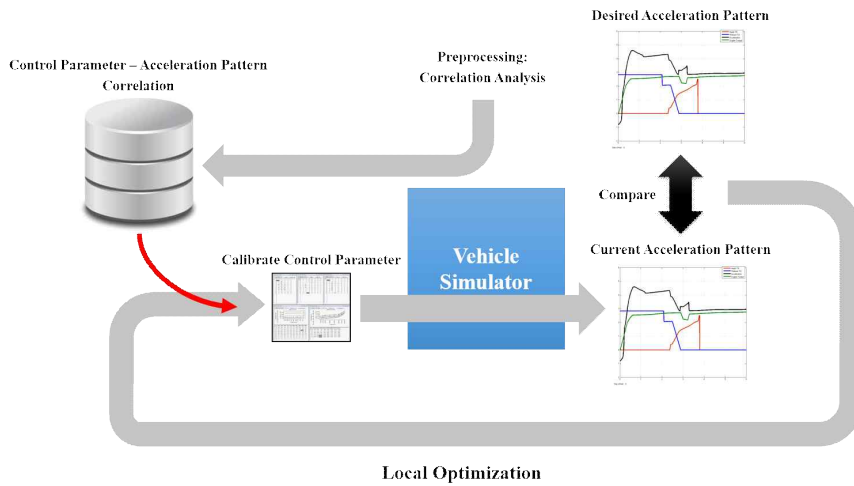 Desired Acceleration Pattern
Preprocessing:
Correlation Analysis
Control Parameter – Acceleration Pattern
Correlation
Compare
Vehicle
Simulator
Calibrate Control Parameter
Current Acceleration Pattern
Local Optimization